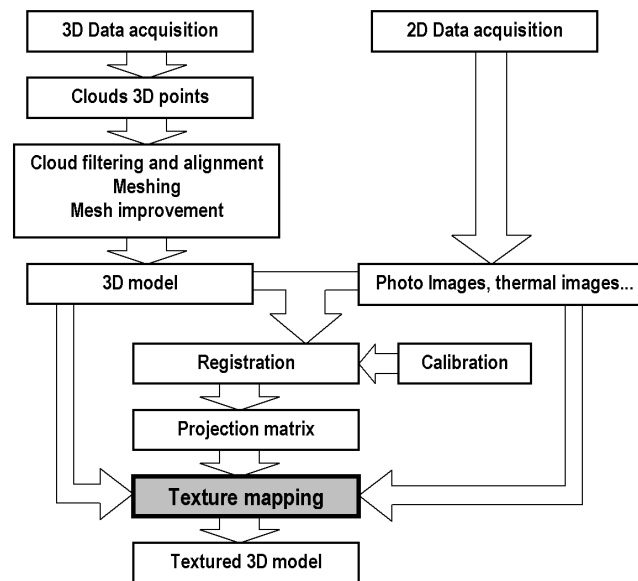 3D Data acquisition
2D Data acquisition
Clouds 3D points
Cloud filtering and alignment
Meshing
Mesh improvement
3D model
Photo Images, thermal images...
Registration
Calibration
Projection matrix
Texture mapping
Textured 3D model